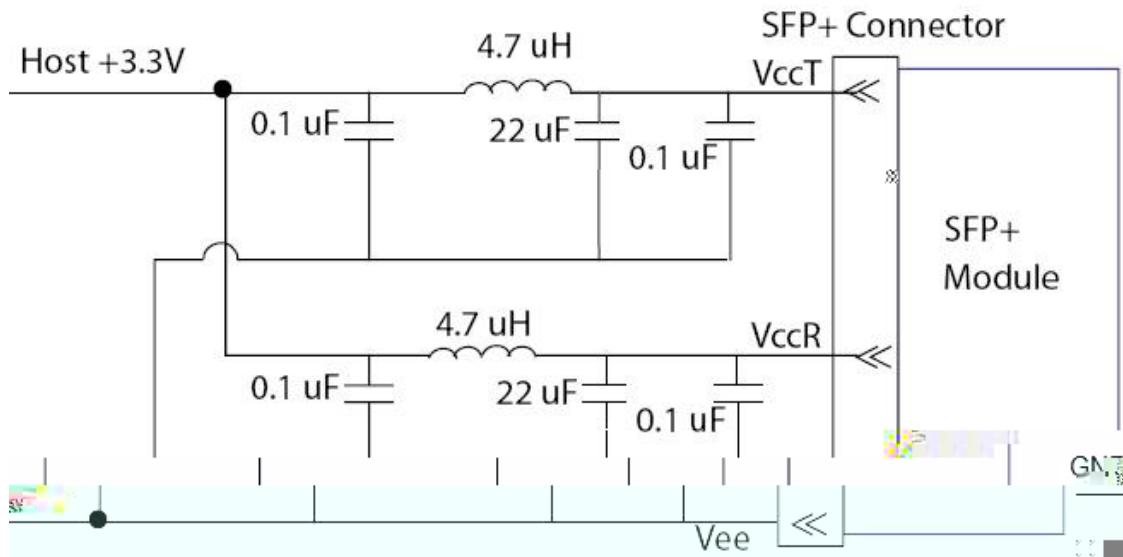 SFP+ Connector
4.7 uH
Host +3.3V
VccT
0.1 uF
22 uF
0.1 uF
SFP+
Module
4.7 uH
VccR
0.1 uF
22 uF
0.1 uF
Vee